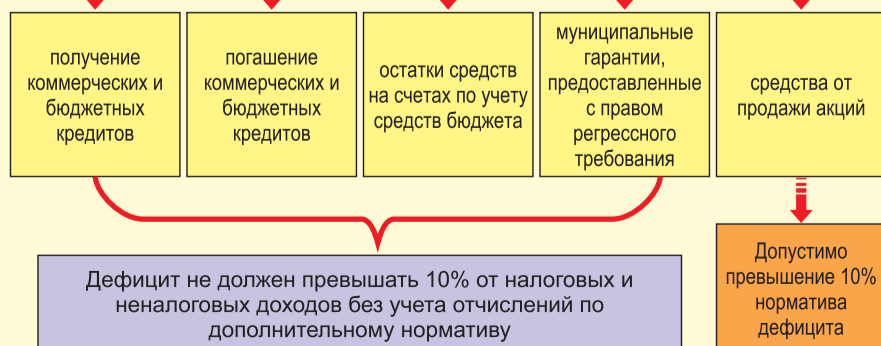 получение
коммерческих и
бюджетных
кредитов
погашение
коммерческих и
бюджетных
кредитов
остатки средств
на счетах по учету
средств бюджета
муниципальные
гарантии,
предоставленные
с правом
регрессного
требования
средства от
продажи акций
Дефицит не должен превышать 10% от налоговых и
неналоговых доходов без учета отчислений по
дополнительному нормативу
Допустимо
превышение 10%
норматива
дефицита